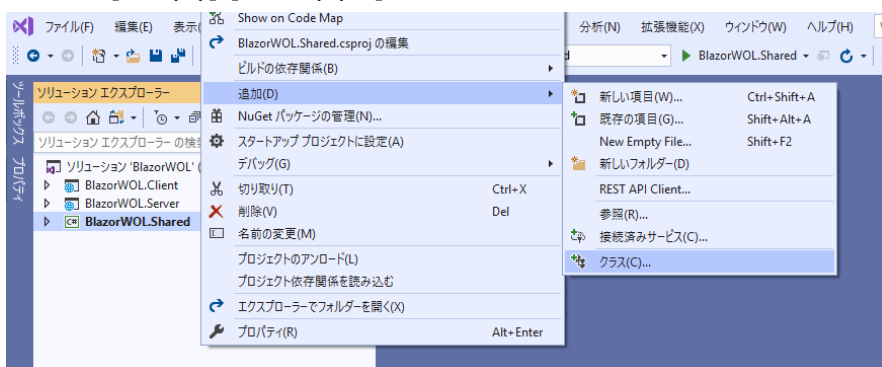 ファイル(F) 編集(E) 表示(
分析(N) 拡張機能(X) ウィンドウ(W) ヘルプ(H)
BlazorWOL.Shared
ツールボックス
プロパティ
ソリューション エクスプローラー
ソリューション エクスプローラー の検
ソリューション 'BlazorWOL' (
BlazorWOL.Client
BlazorWOL.Server
BlazorWOL.Shared
Show on Code Map
BlazorWOL.Shared.csproj の編集
ビルドの依存関係(B)
追加(D)
NuGet パッケージの管理(N)...
スタートアップ プロジェクトに設定(A)
デバッグ(G)
切り取り(T) Ctrl+X
削除(V) Del
名前の変更(M)
プロジェクトのアンロード(L)
プロジェクト依存関係を読み込む
エクスプローラーでフォルダーを開く(X)
プロパティ(R) Alt+Enter
新しい項目(W)... Ctrl+Shift+A
既存の項目(G)... Shift+Alt+A
New Empty File... Shift+F2
新しいフォルダー(D)
REST API Client...
参照(R)...
接続済みサービス(C)...
クラス(C)...